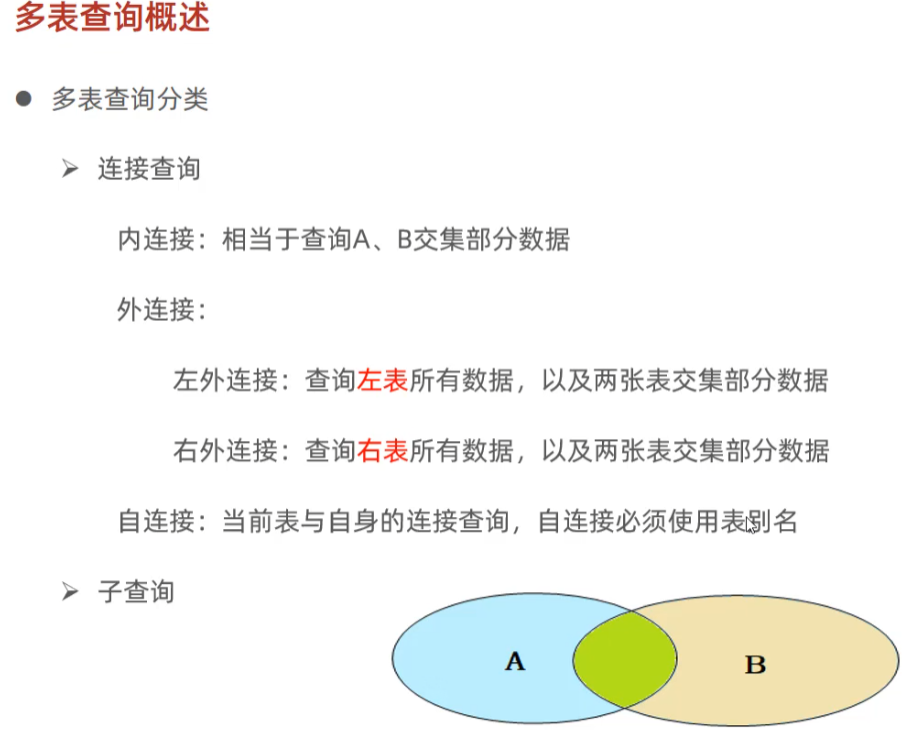 多表查询概述
多表查询分类
连接查询
内连接：相当于查询A、B交集部分数据
外连接：
左外连接：查询左表所有数据，以及两张表交集部分数据
右外连接：查询右表所有数据，以及两张表交集部分数据
自连接：当前表与自身的连接查询，自连接必须使用表别名
子查询
A
B